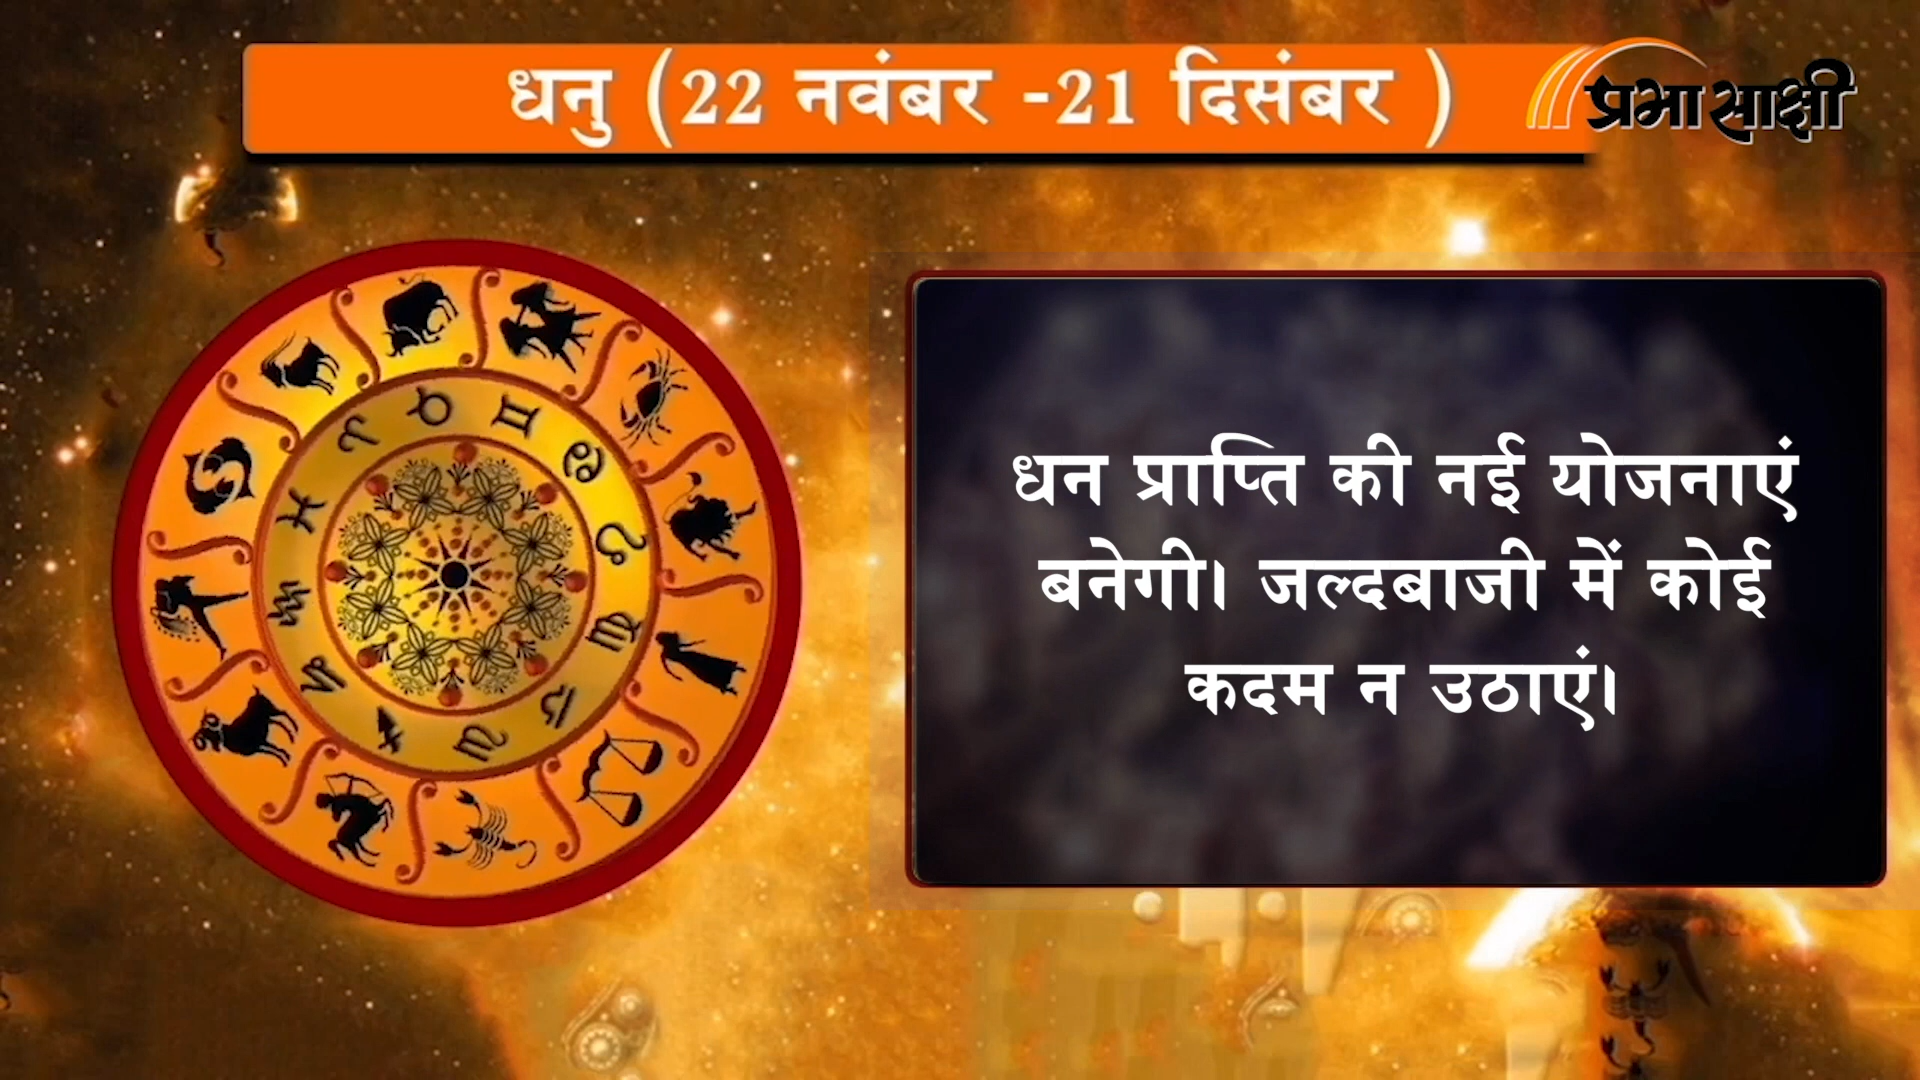 धनु (22 नवंबर -21 दिसंबर )
प्रभासाक्षी
धन प्राप्ति की नई योजनाएं
बनेगी। जल्दबाजी में कोई
कदम न उठाएं।